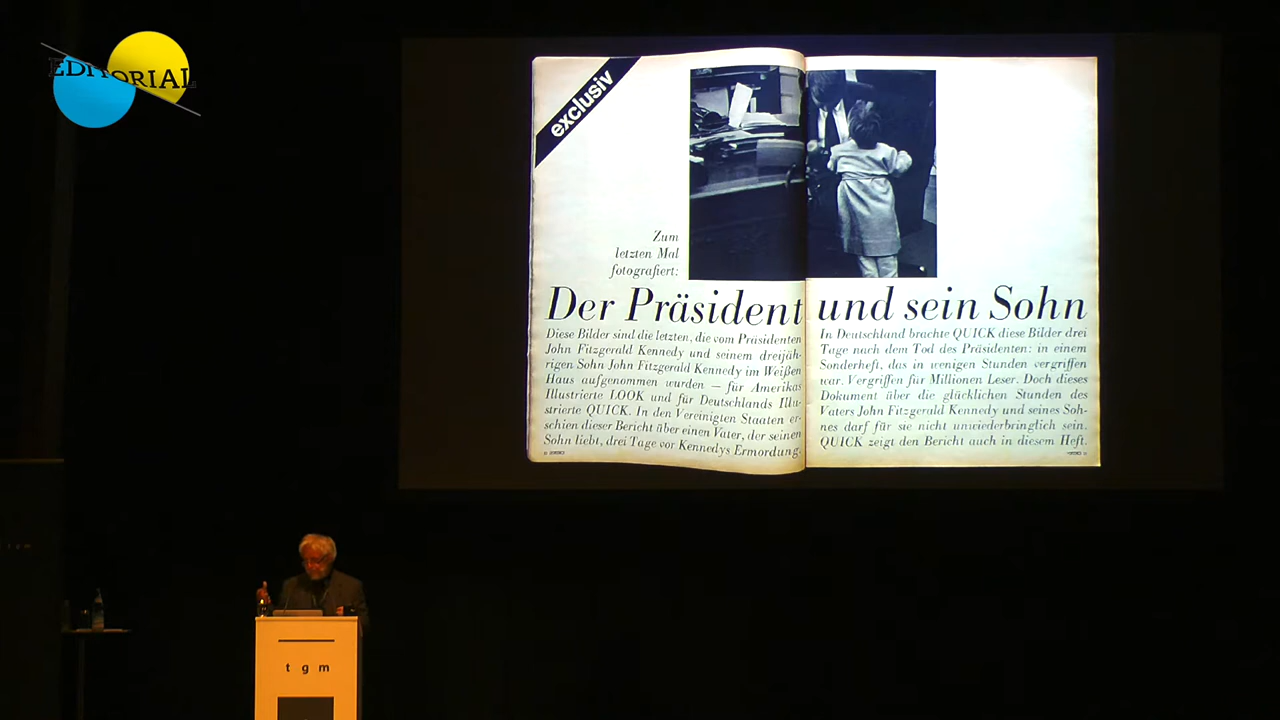 EDITORIAL
exclusiv
Zum
letzten Mal
fotografiert:
Der Präsident und sein Sohn
Diese Bilder sind die letzten, die vom Präsidenten
John Fitzgerald Kennedy und seinem dreijäh-
rigen Sohn John Fitzgerald Kennedy im Weißen
Haus aufgenommen wurden – für Amerikas
Illustrierte LOOK und für Deutschlands Illu-
strierte QUICK. In den Vereinigten Staaten er-
schien dieser Bericht über einen Vater, der seinen
Sohn liebt, drei Tage vor Kennedys Ermordung.
In Deutschland brachte QUICK diese Bilder drei
Tage nach dem Tod des Präsidenten: in einem
Sonderheft, das in wenigen Stunden vergriffen
war. Vergriffen für Millionen Leser. Doch dieses
Dokument über die glücklichen Stunden des
Vaters John Fitzgerald Kennedy und seines Soh-
nes darf für sie nicht unwiederbringlich sein.
QUICK zeigt den Bericht auch in diesem Heft.
t g m